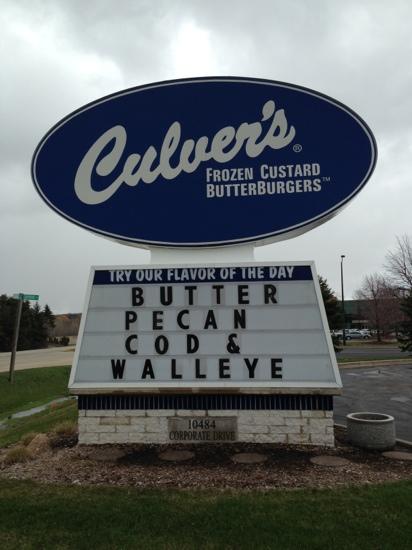 Culver's®
FROZEN CUSTARD
BUTTERBURGERS™
TRY OUR FLAVOR OF THE DAY
BUTTER
PECAN
COD &
WALLEYE
10484
CORPORATE DRIVE